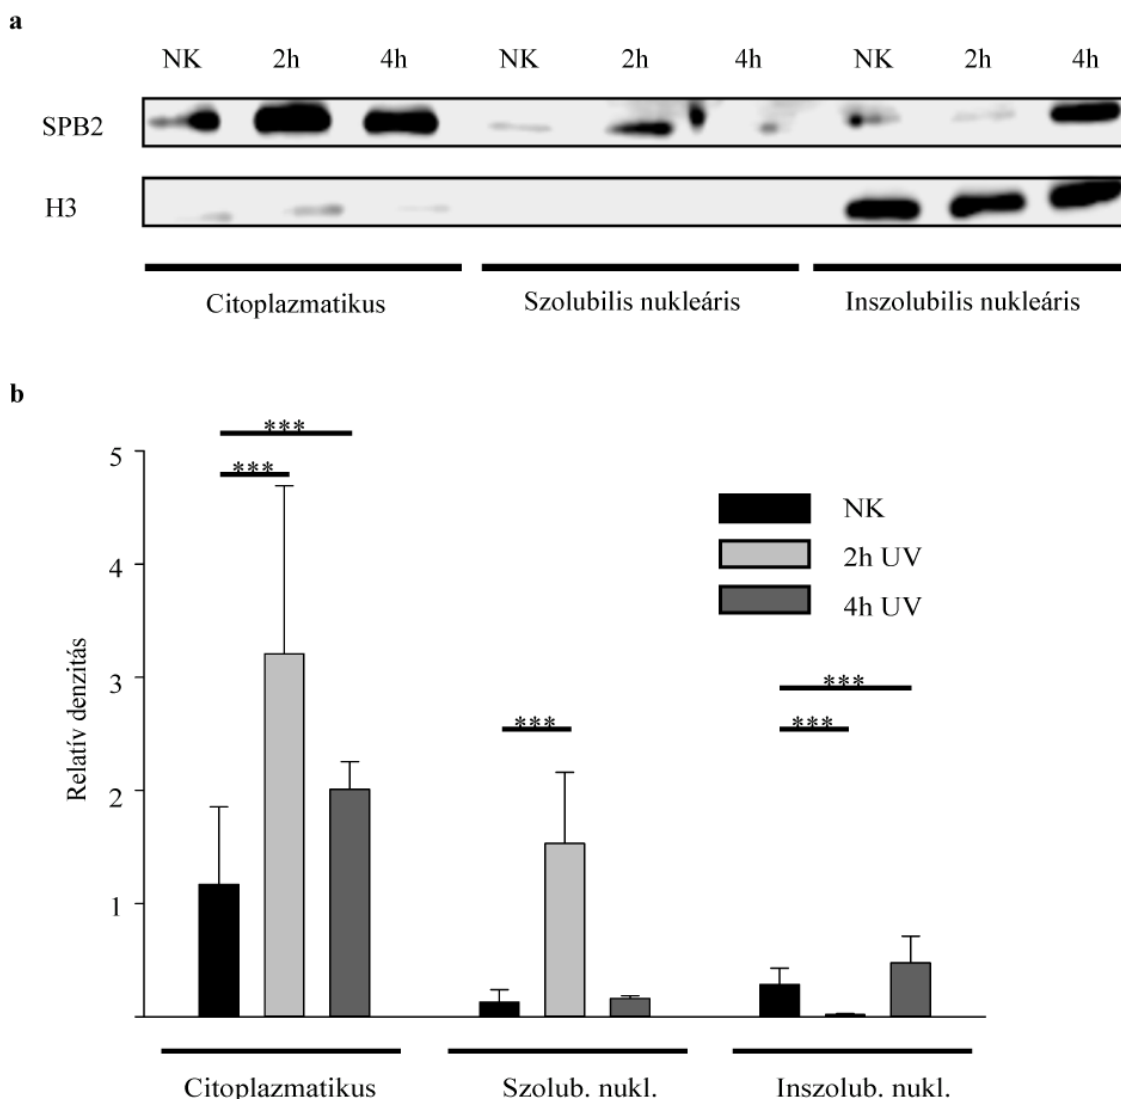 a
NK 2h 4h NK 2h 4h NK 2h 4h
SPB2
H3
Citoplazmatikus Szolubilis nukleáris Inszolubilis nukleáris
b
*** 
5
***
NK
4
2h UV
4h UV
3
***
***
***
2
1
Relatív denzitás
Citoplazmatikus Szolub. nukl. Inszolub. nukl.